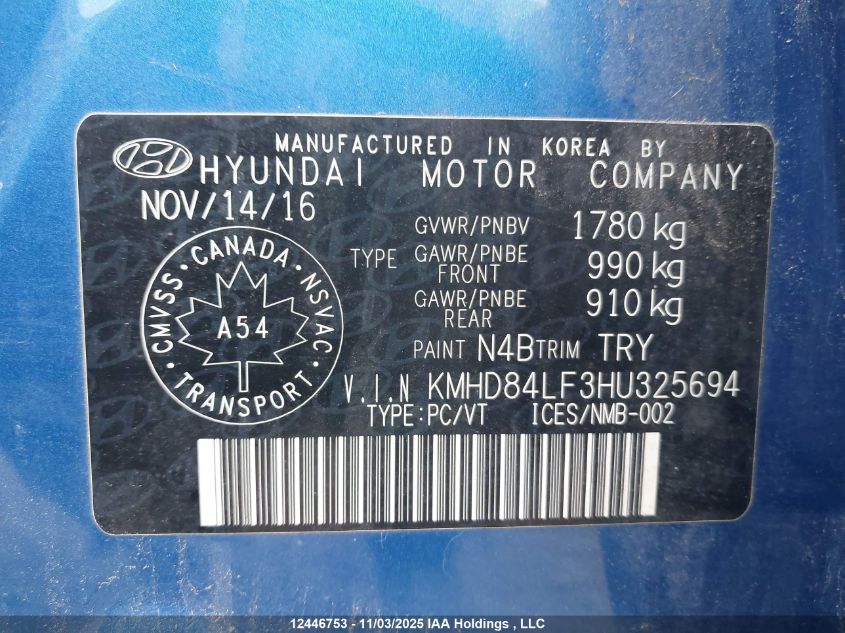 MANUFACTURED IN KOREA BY
HYUNDAI MOTOR COMPANY
NOV/14/16
GVWR/PNBV 1780 kg
TYPE GAWR/PNBE FRONT 990 kg
GAWR/PNBE REAR 910 kg
PAINT N4B TRIM TRY
CMVSS · CANADA · NSVAC · TRANSPORT ·
A54
V.I.N KMHD84LF3HU325694
TYPE:PC/VT ICES/NMB-002
12446753 - 11/03/2025 IAA Holdings , LLC